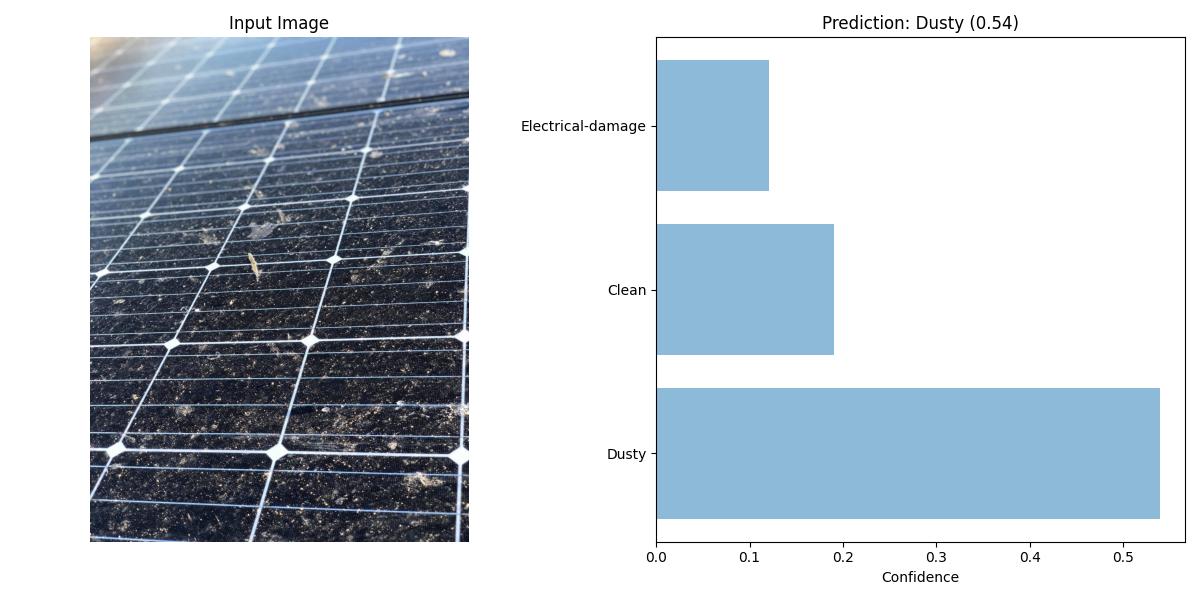 Input Image
Prediction: Dusty (0.54)
Electrical-damage
Clean
Dusty
0.0 0.1 0.2 0.3 0.4 0.5
Confidence